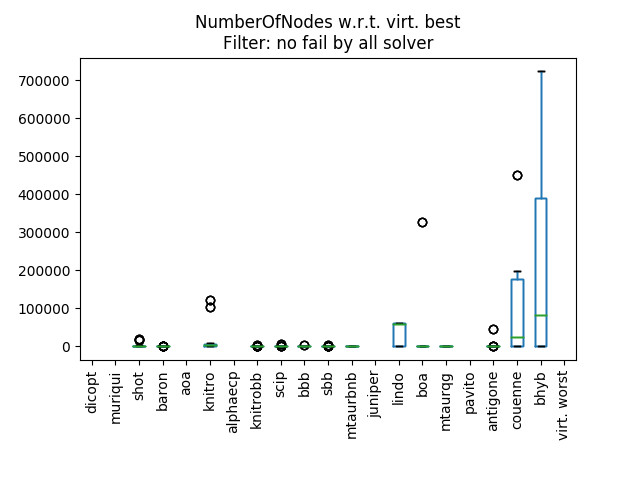 NumberOfNodes w.r.t. virt. best
Filter: no fail by all solver
700000
600000
500000
400000
300000
200000
100000
0
dicopt
muriqui
shot
baron
aoa
knitro
alphaecp
knitrobb
scip
bbb
sbb
mtaurbnb
juniper
lindo
boa
mtaurqg
pavito
antigone
couenne
bhyb
virt. worst